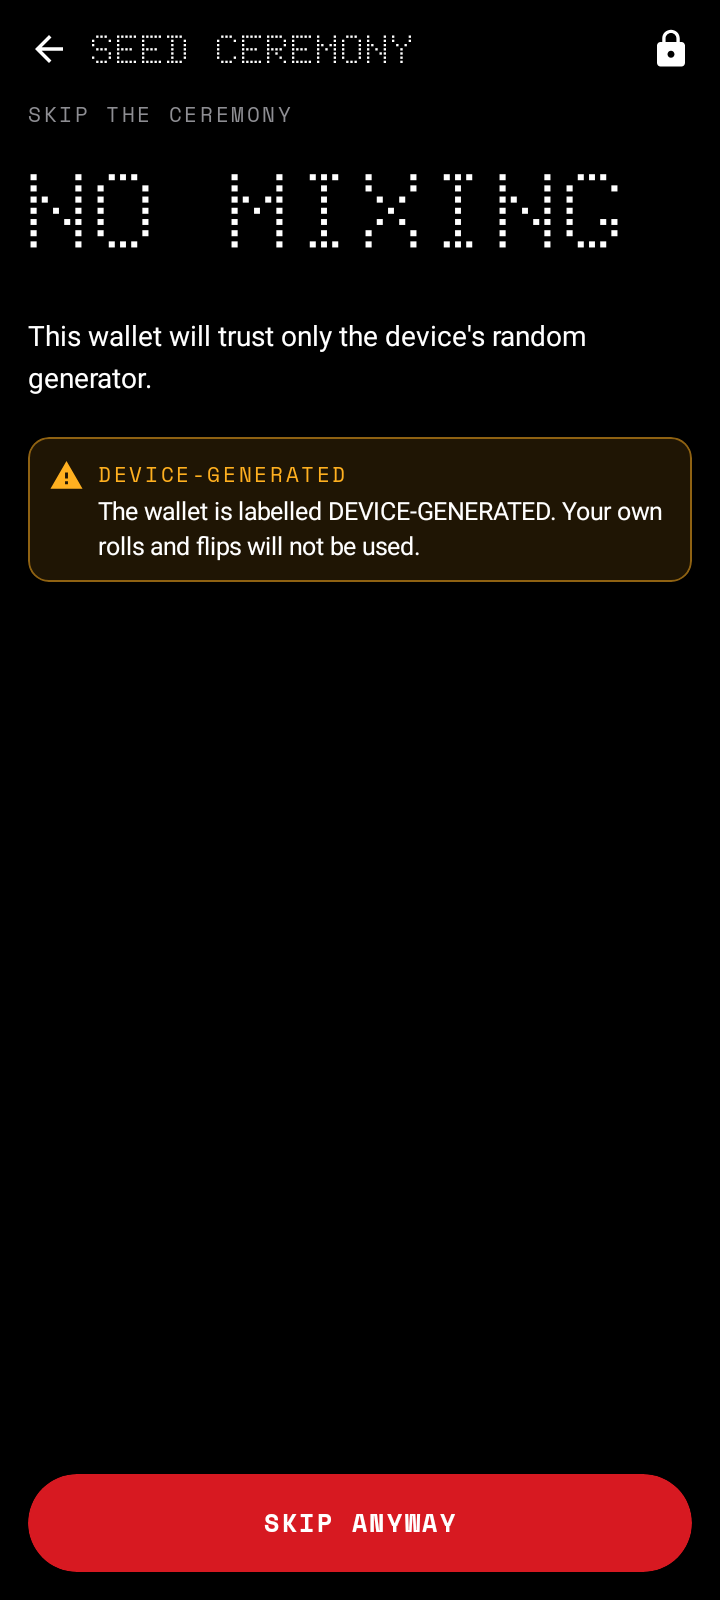 SEED CEREMONY
SKIP THE CEREMONY
NO MIXING
This wallet will trust only the device's random
generator.
DEVICE-GENERATED
The wallet is labelled DEVICE-GENERATED. Your own
rolls and flips will not be used.
SKIP ANYWAY